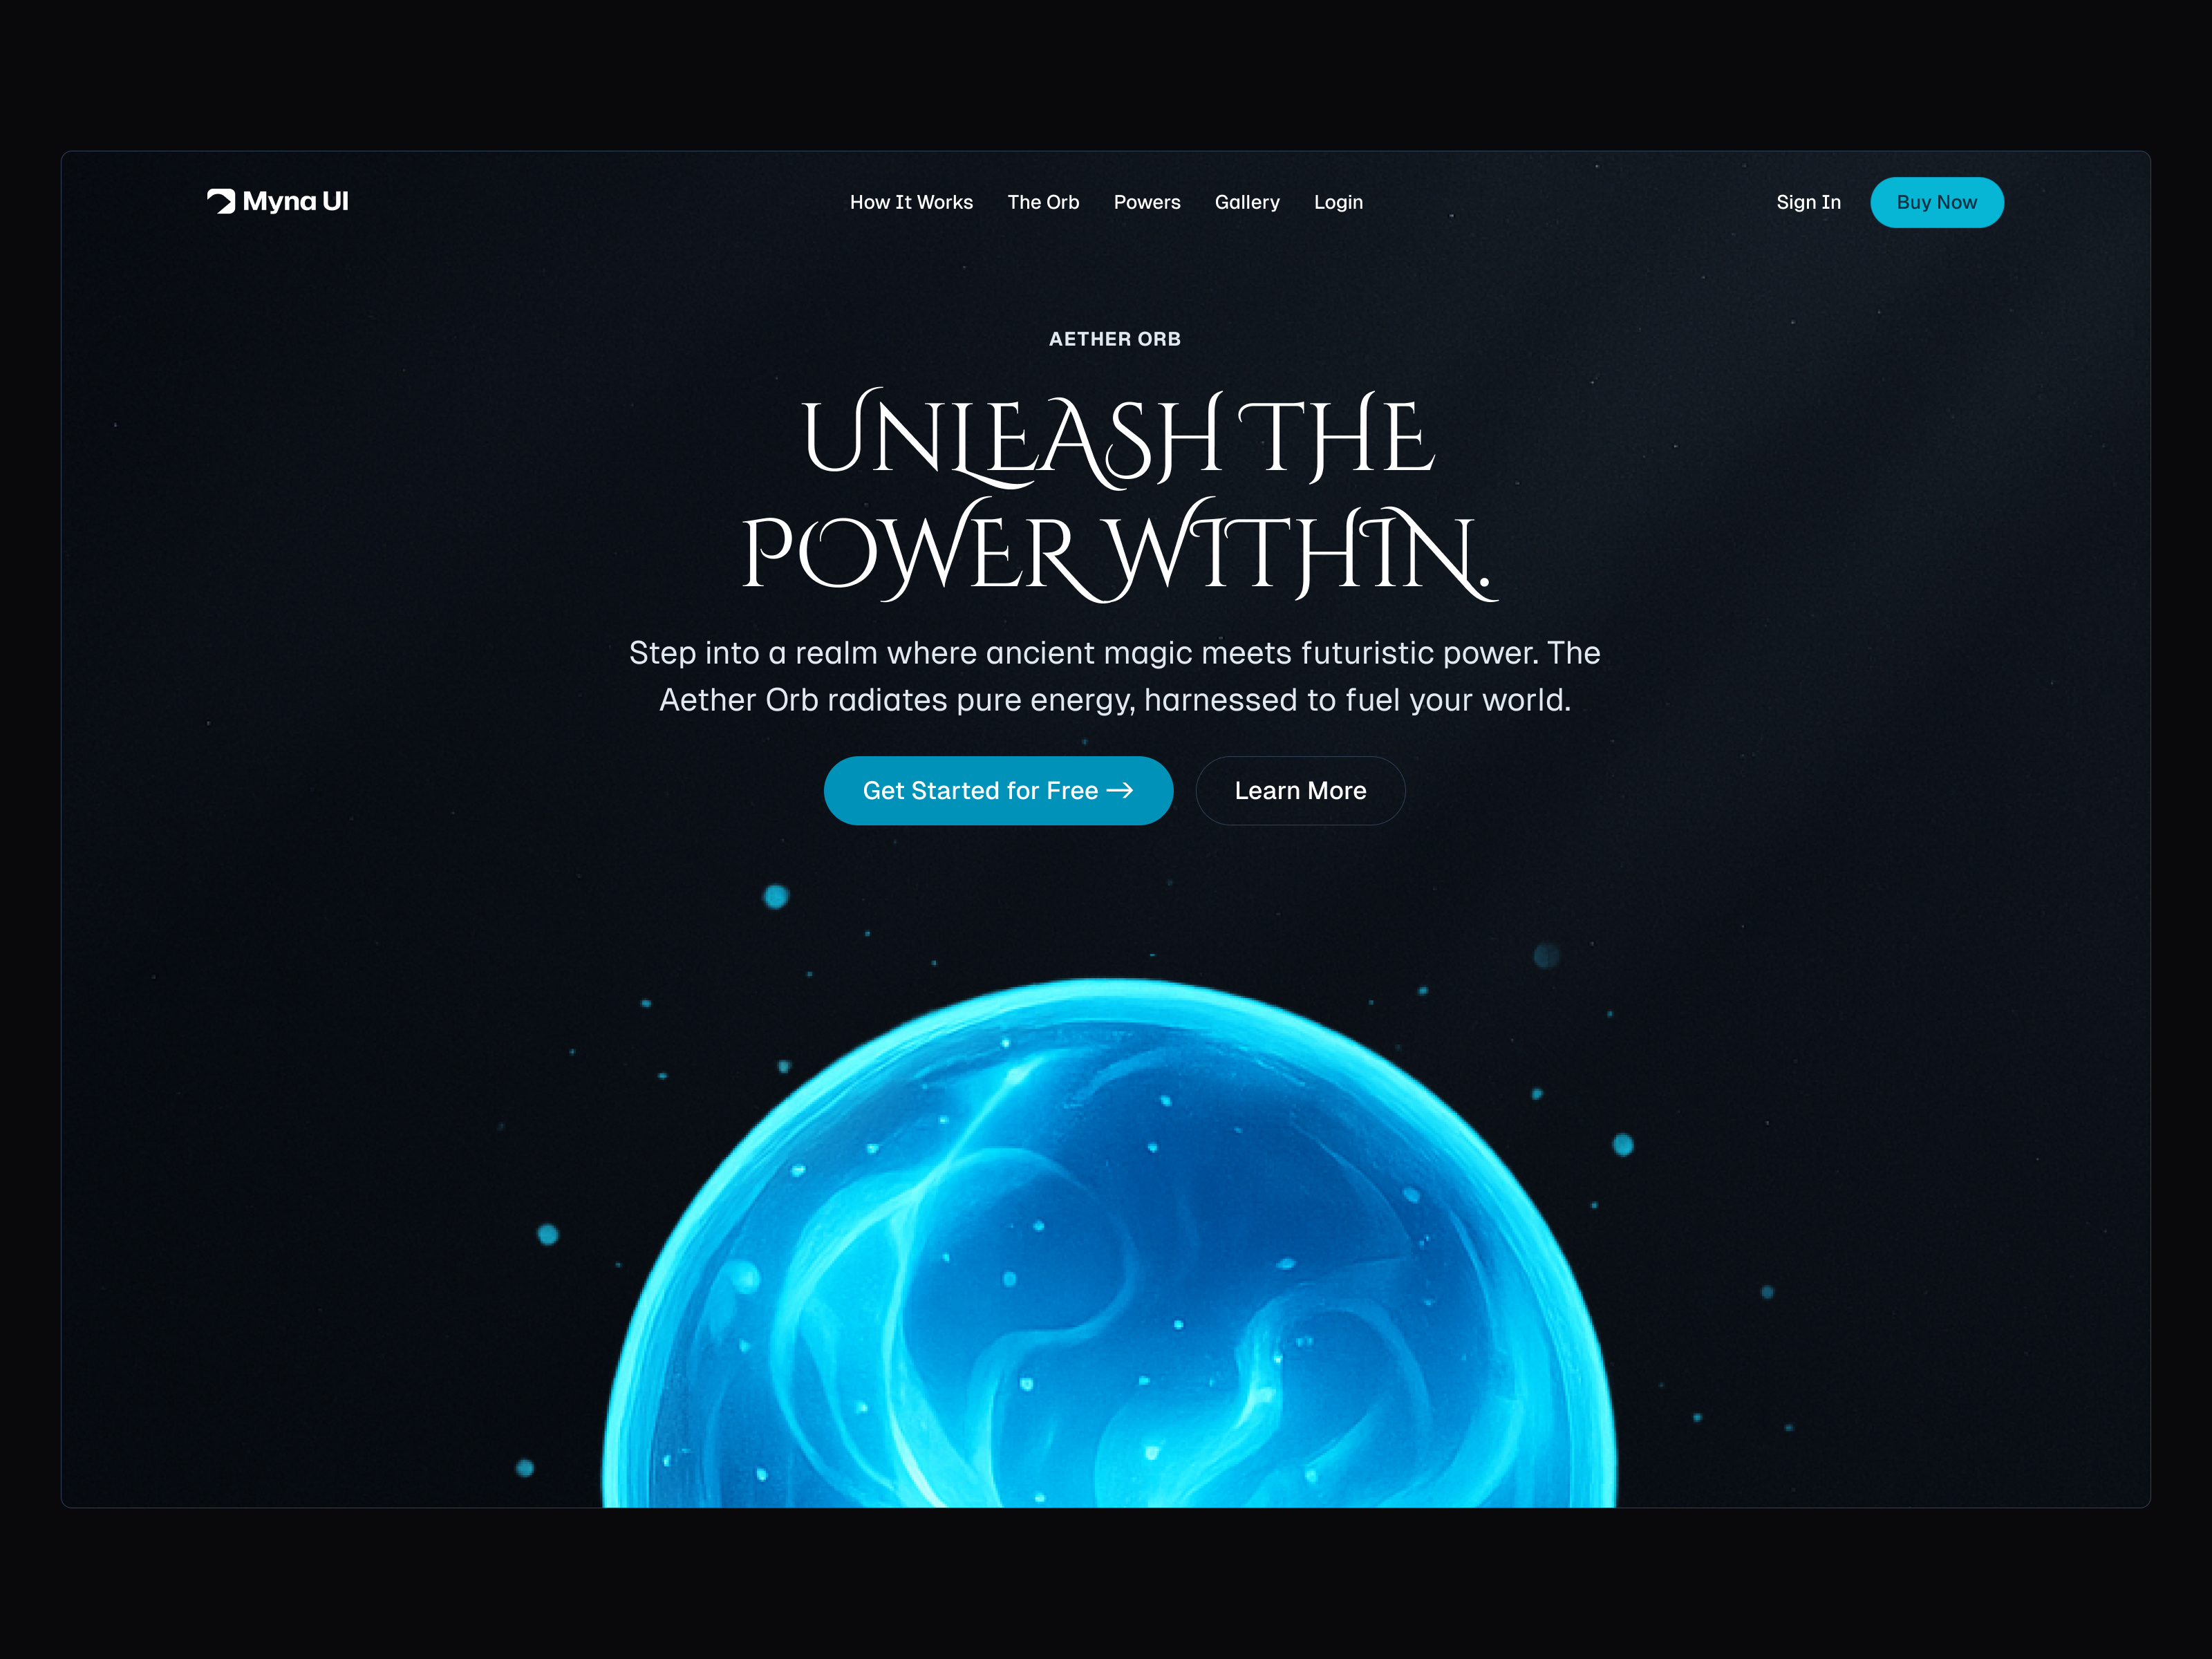 Myna UI
How It Works
The Orb
Powers
Gallery
Login
Sign In
Buy Now
AETHER ORB
UNLEASH THE
POWER WITHIN.
Step into a realm where ancient magic meets futuristic power. The
Aether Orb radiates pure energy, harnessed to fuel your world.
Get Started for Free →
Learn More